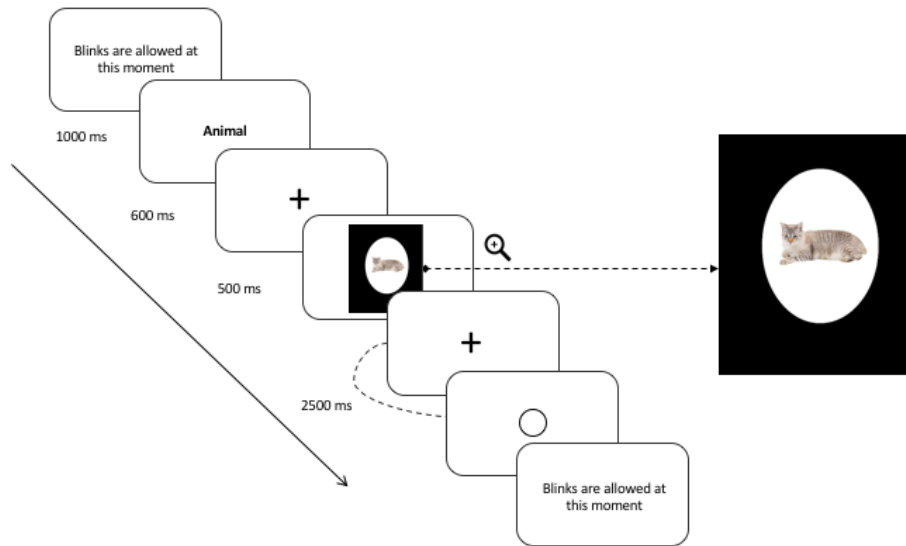 Blinks are allowed at
this moment
1000 ms
Animal
600 ms
500 ms
2500 ms
Blinks are allowed at
this moment